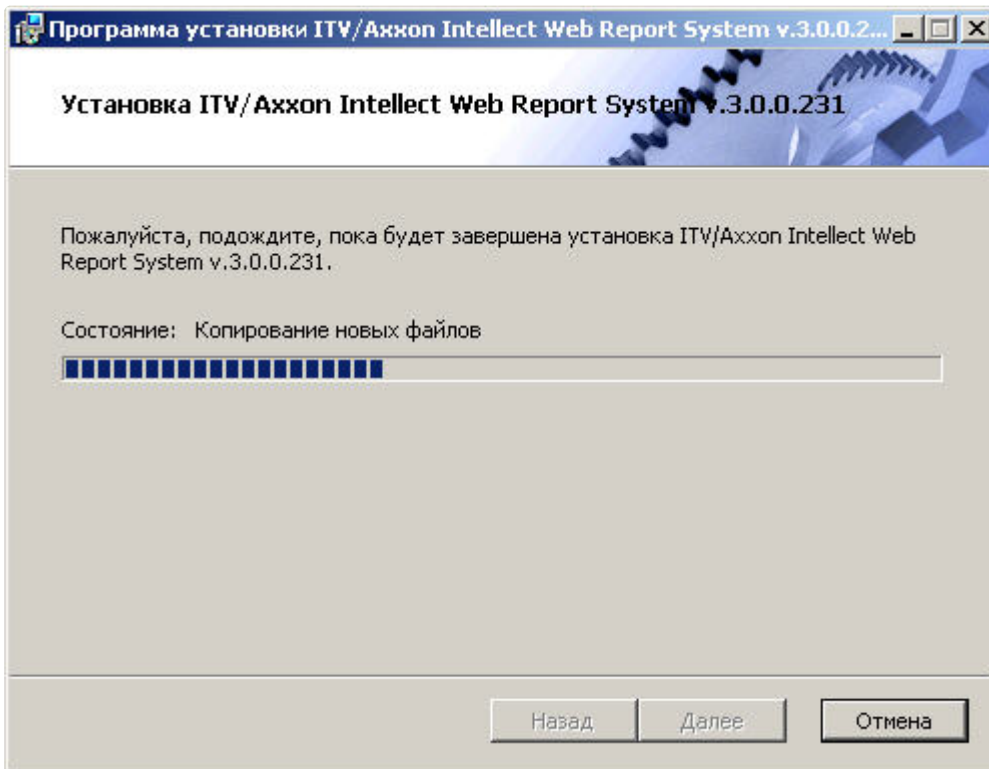 Программа установки ITV/Axxon Intellect Web Report System v.3.0.0.2...
Установка ITV/Axxon Intellect Web Report System v.3.0.0.231
Пожалуйста, подождите, пока будет завершена установка ITV/Axxon Intellect Web
Report System v.3.0.0.231.
Состояние: Копирование новых файлов
Назад Далее Отмена